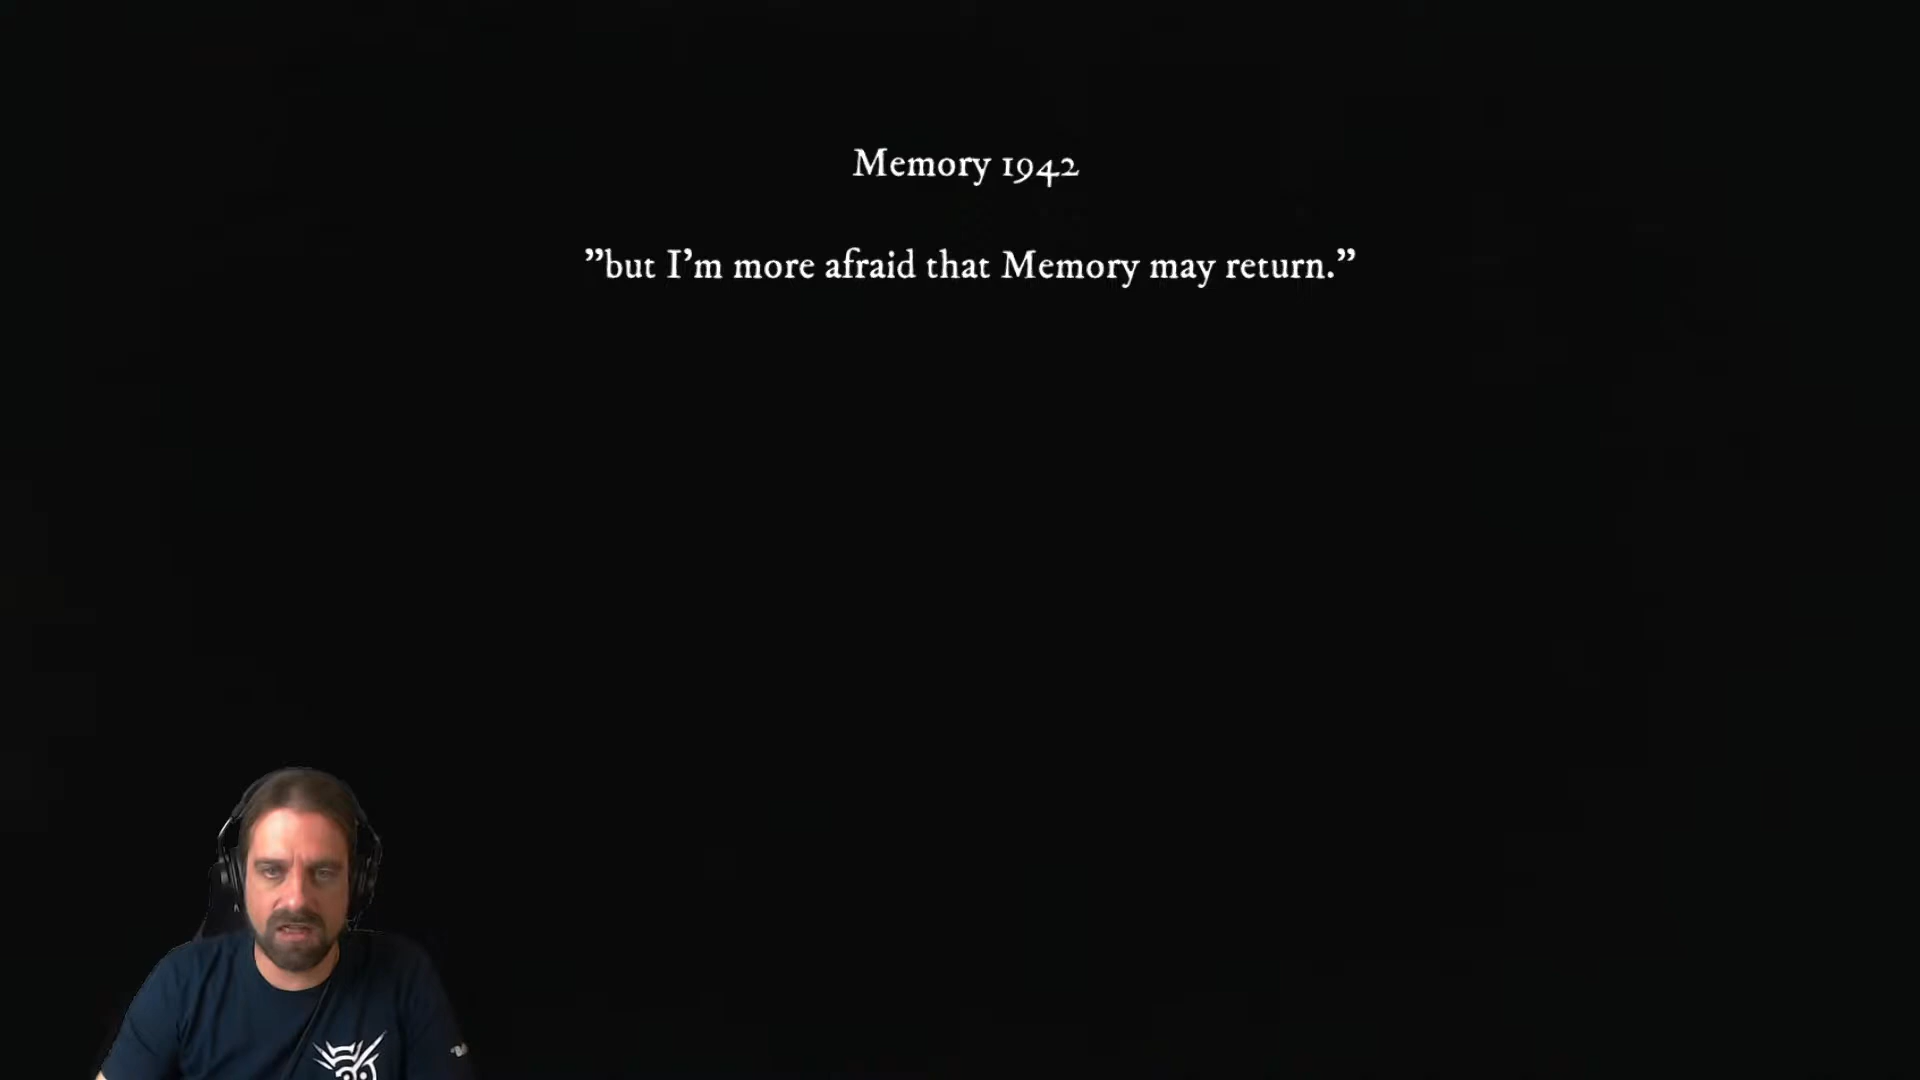 Memory 1942
”but I’m more afraid that Memory may return.”